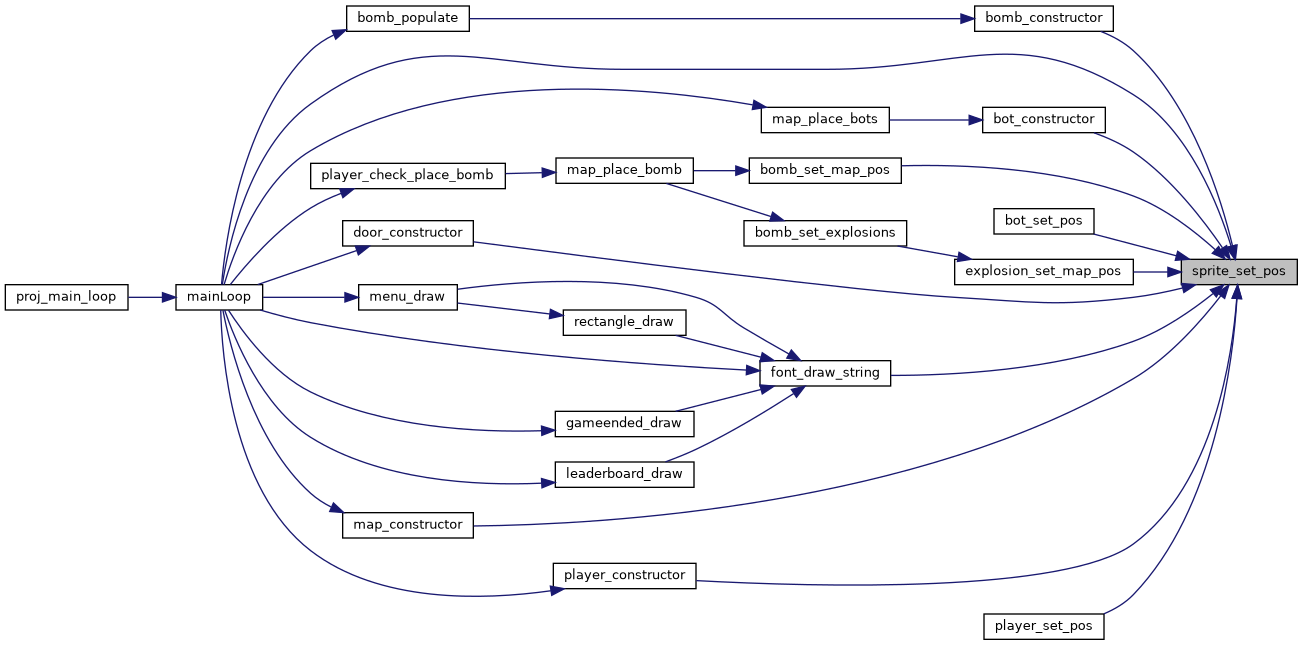 bomb_populate
bomb_constructor
map_place_bots
bot_constructor
player_check_place_bomb
map_place_bomb
bomb_set_map_pos
bot_set_pos
door_constructor
bomb_set_explosions
explosion_set_map_pos
sprite_set_pos
proj_main_loop
mainLoop
menu_draw
rectangle_draw
font_draw_string
gameended_draw
leaderboard_draw
map_constructor
player_constructor
player_set_pos